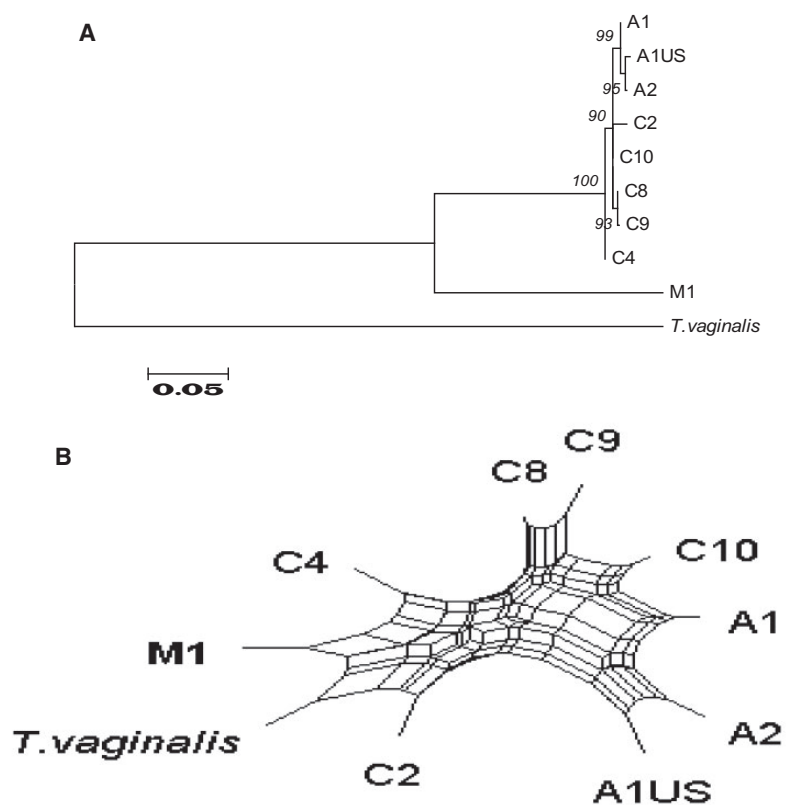 A
A1
99
A1US
95
A2
90
C2
C10
100
C8
93
C9
C4
M1
T.vaginalis
0.05
B
C9
C8
C10
C4
A1
M1
A2
T.vaginalis
C2
A1US